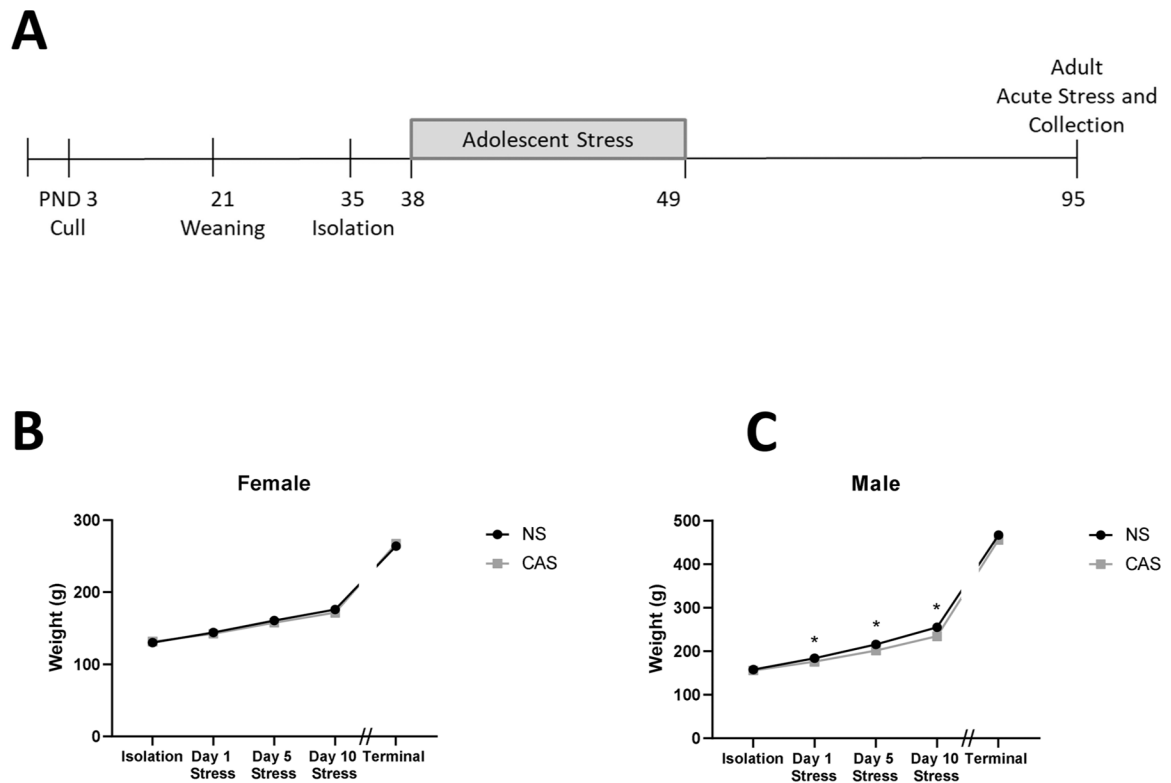 A
Adult
Acute Stress and
Collection
Adolescent Stress
PND 3 21 35 38 49 95
Cull Weaning Isolation
B
Female
300
200
100
0
Weight (g)
Isolation Day 1 Day 5 Day 10 Terminal
Stress Stress Stress
NS
CAS
C
Male
500
400
300
200
100
0
Weight (g)
* * *
Isolation Day 1 Day 5 Day 10 Terminal
Stress Stress Stress
NS
CAS